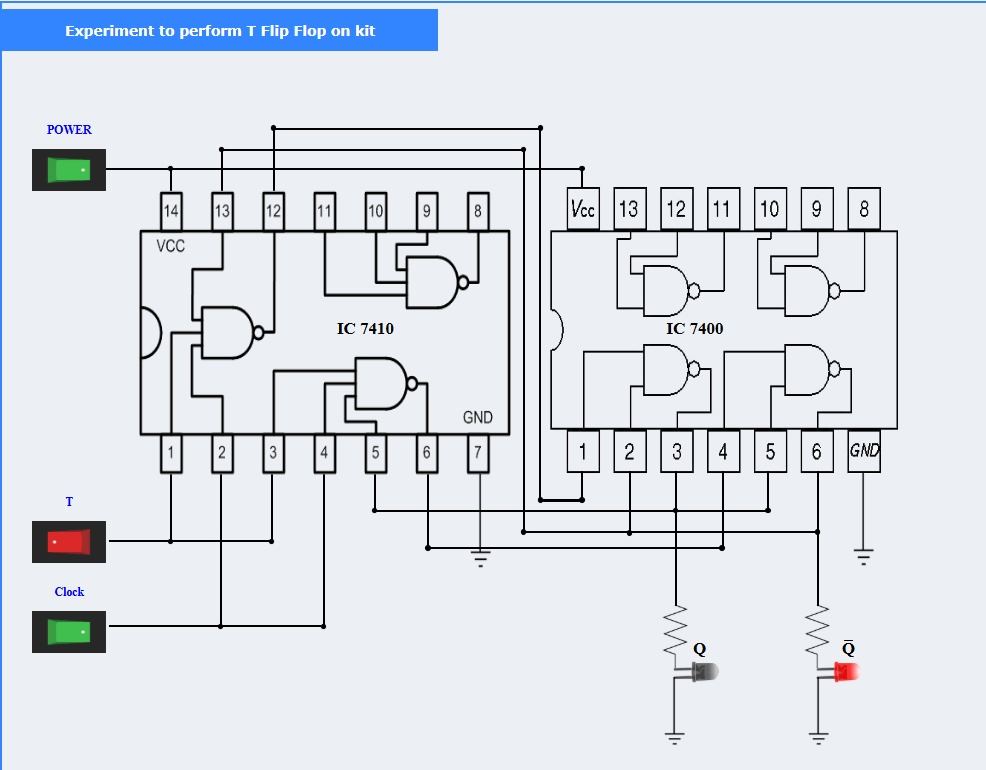 Experiment to perform T Flip Flop on kit
POWER
14 13 12 11 10 9 8
Vcc 13 12 11 10 9 8
VCC
IC 7410
IC 7400
GND
1 2 3 4 5 6 7
1 2 3 4 5 6 GND
T
Clock
Q
Q̅